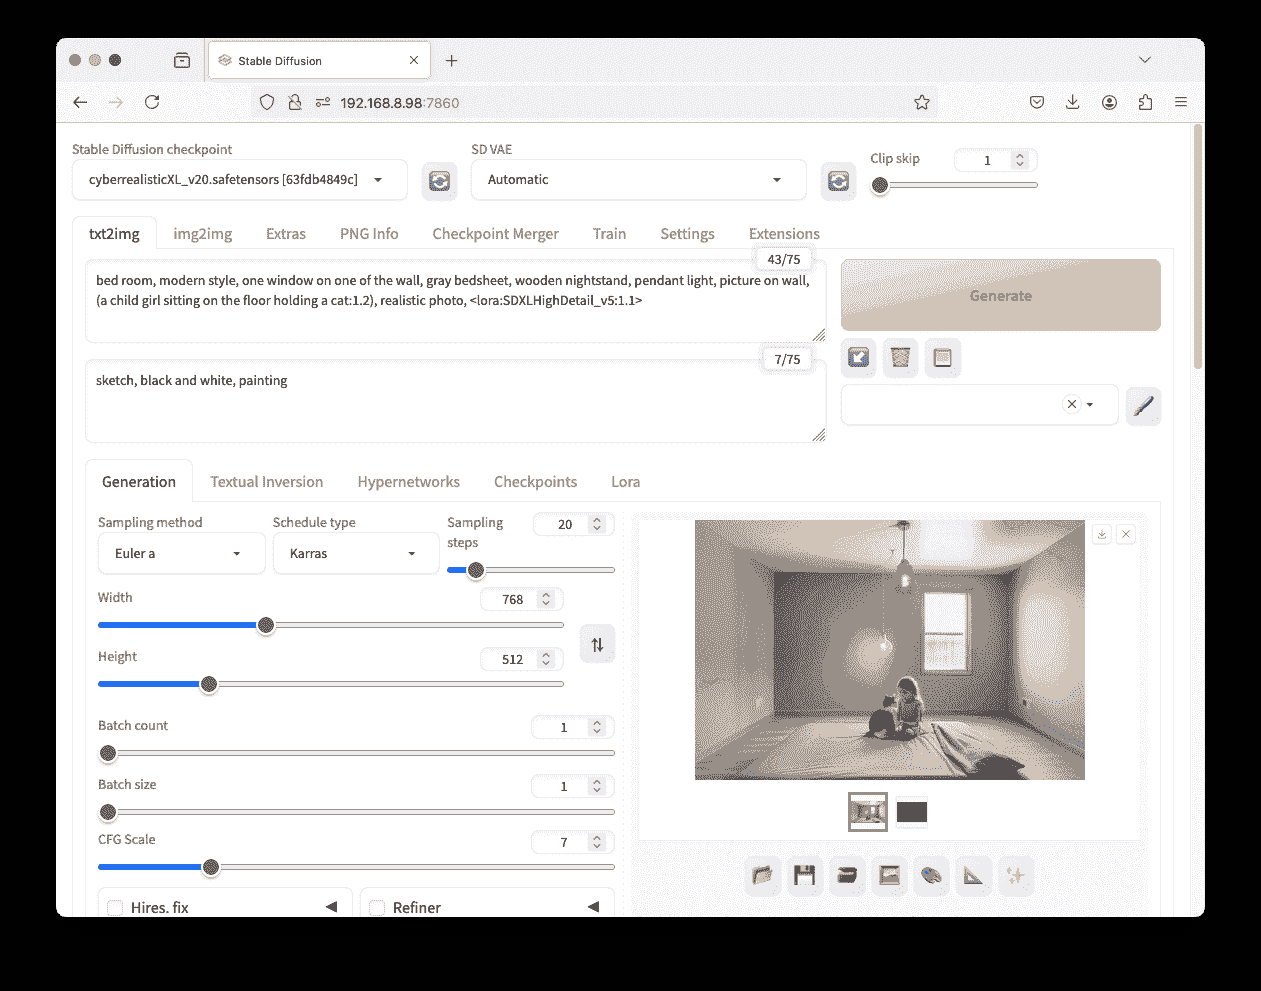 Stable Diffusion
192.168.8.98:7860
Stable Diffusion checkpoint
cyberrealisticXL_v20.safetensors [63fdb4849c]
SD VAE
Automatic
Clip skip
1
txt2img
img2img
Extras
PNG Info
Checkpoint Merger
Train
Settings
Extensions
43/75
bed room, modern style, one window on one of the wall, gray bedsheet, wooden nightstand, pendant light, picture on wall,
(a child girl sitting on the floor holding a cat:1.2), realistic photo, <lora:SDXLHighDetail_v5:1.1>
Generate
7/75
sketch, black and white, painting
Generation
Textual Inversion
Hypernetworks
Checkpoints
Lora
Sampling method
Euler a
Schedule type
Karras
Sampling
steps
20
Width
768
Height
512
Batch count
1
Batch size
1
CFG Scale
7
Hires. fix
Refiner